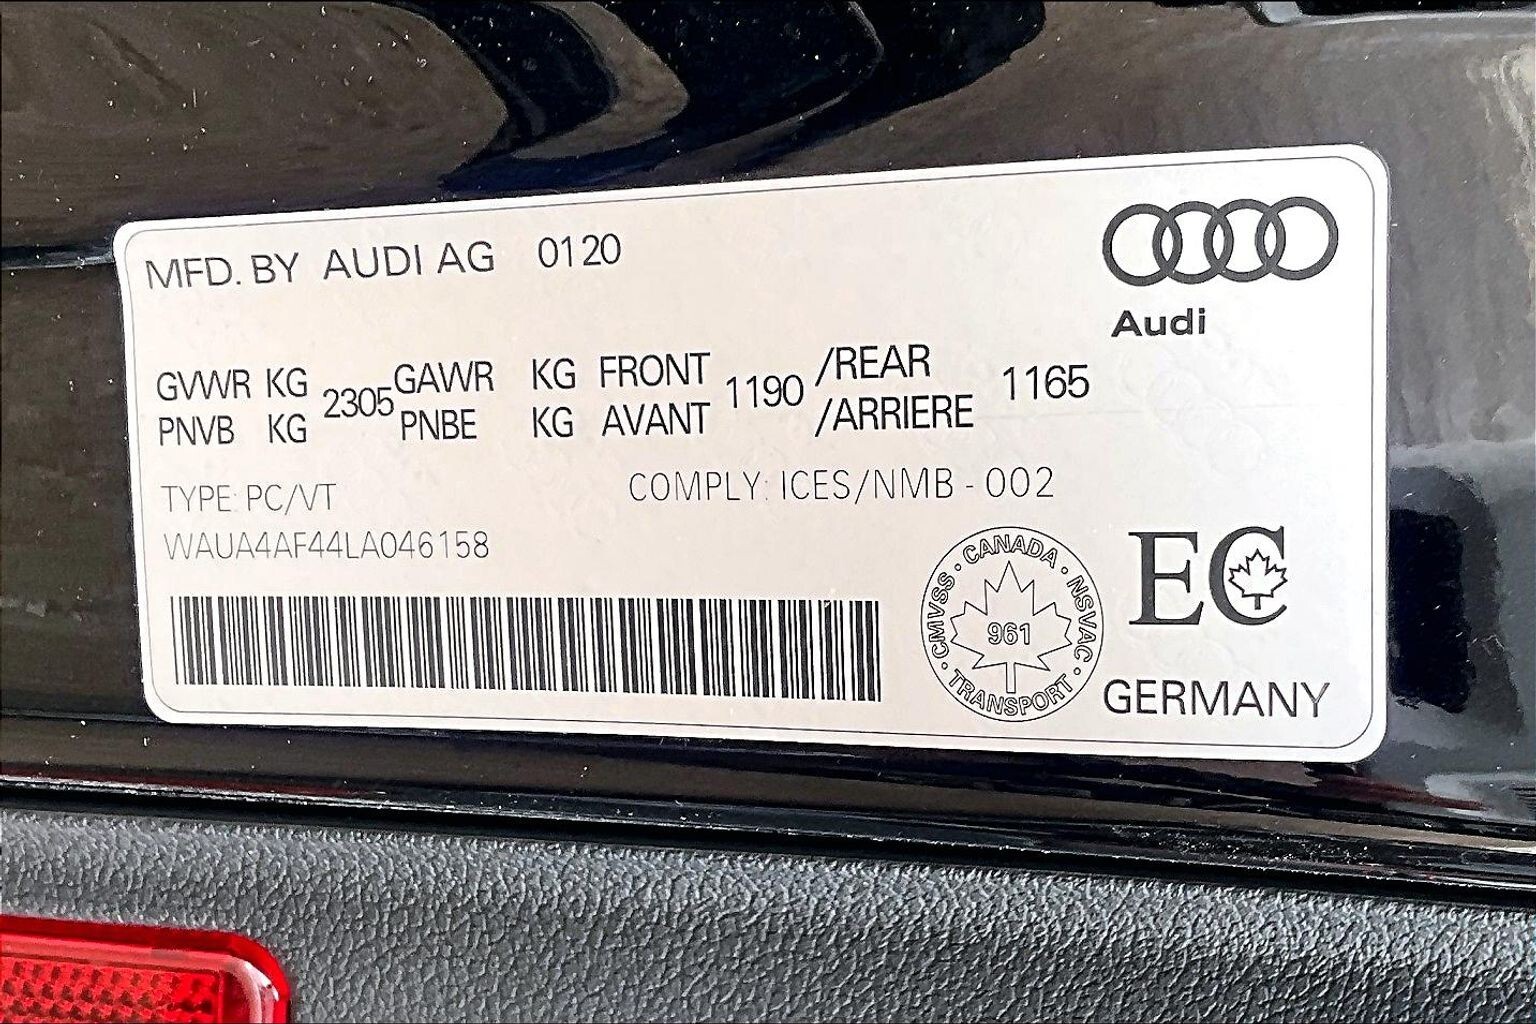 MFD. BY AUDI AG 0120
Audi
GVWR KG 2305 GAWR KG FRONT 1190 /REAR 1165
PNVB KG PNBE KG AVANT /ARRIERE
TYPE: PC/VT
COMPLY: ICES/NMB - 002
WAUA4AF44LA046158
CMVSS · CANADA · NSVAC · TRANSPORT ·
961
EC
GERMANY